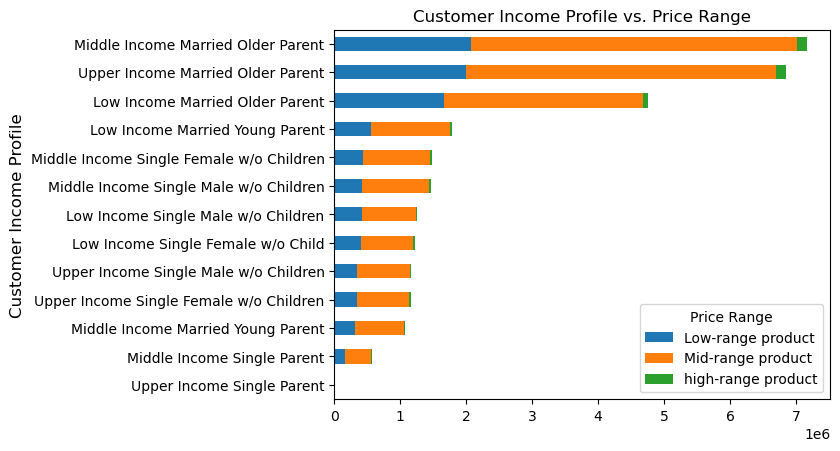 Customer Income Profile vs. Price Range
Customer Income Profile
Middle Income Married Older Parent
Upper Income Married Older Parent
Low Income Married Older Parent
Low Income Married Young Parent
Middle Income Single Female w/o Children
Middle Income Single Male w/o Children
Low Income Single Male w/o Children
Low Income Single Female w/o Child
Upper Income Single Male w/o Children
Upper Income Single Female w/o Children
Middle Income Married Young Parent
Middle Income Single Parent
Upper Income Single Parent
Price Range
Low-range product
Mid-range product
high-range product
0 1 2 3 4 5 6 7
1e6